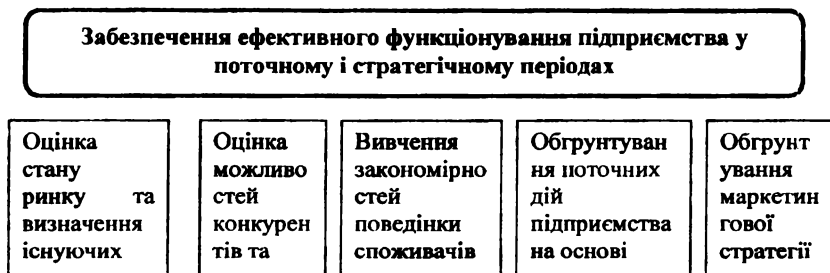 Забезпечення ефективного функціонування підприємства у
поточному і стратегічному періодах
Оцінка
стану
ринку та
визначення
існуючих
Оцінка
можливо
стей
конкурен
тів та
Вивчення
закономірно
стей
поведінки
споживачів
Обгрунтуван
ня поточних
дій
підприємства
на основі
Обгрунт
ування
маркетин
гової
стратегії